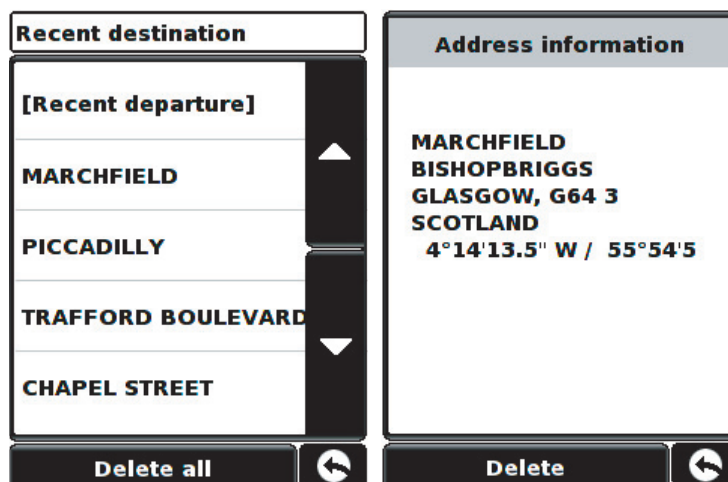 Recent destination
[Recent departure]
MARCHFIELD
PICCADILLY
TRAFFORD BOULEVARD
CHAPEL STREET
Delete all
Address information
MARCHFIELD
BISHOPBRIGGS
GLASGOW, G64 3
SCOTLAND
4°14'13.5" W / 55°54'5
Delete